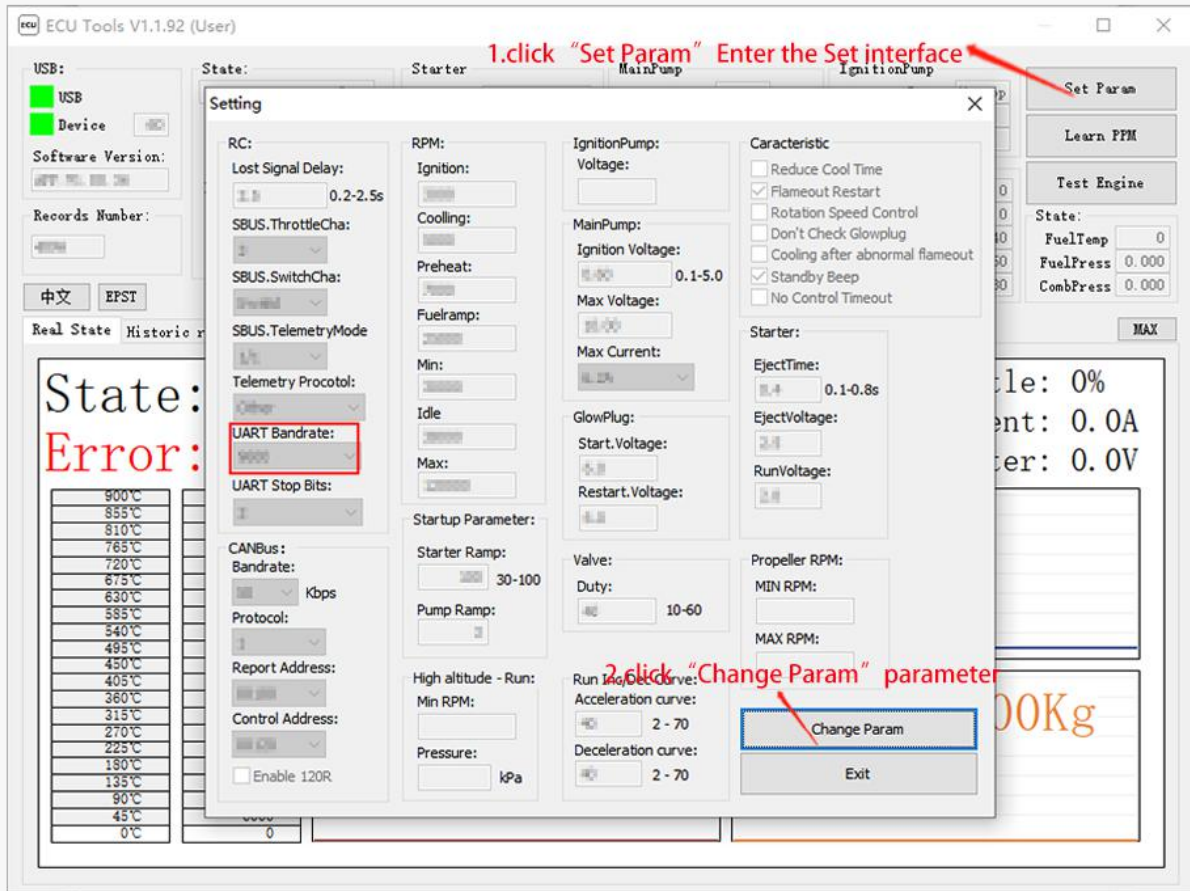 ECU Tools V1.1.92 (User)
1.click “Set Param” Enter the Set interface
USB:
USB
Device
Software Version:
Records Number:
中文
EPST
Real State
Historic r
State:
Starter
MainPump
IgnitionPump
Set Param
Learn PPM
Test Engine
State:
FuelTemp 0
FuelPress 0.000
CombPress 0.000
MAX
Setting
RC:
Lost Signal Delay:
0.2-2.5s
SBUS.ThrottleCha:
SBUS.SwitchCha:
SBUS.TelemetryMode
Telemetry Procotol:
Other
UART Bandrate:
9600
UART Stop Bits:
CANBus:
Bandrate:
Kbps
Protocol:
Report Address:
Control Address:
Enable 120R
RPM:
Ignition:
Coolling:
Preheat:
Fuelramp:
Min:
Idle
Max:
Startup Parameter:
Starter Ramp:
30-100
Pump Ramp:
High altitude - Run:
Min RPM:
Pressure:
kPa
IgnitionPump:
Voltage:
MainPump:
Ignition Voltage:
0.1-5.0
Max Voltage:
Max Current:
GlowPlug:
Start.Voltage:
Restart.Voltage:
Valve:
Duty:
10-60
Run Inc/Dec Curve:
Acceleration curve:
2 - 70
Deceleration curve:
2 - 70
Caracteristic
Reduce Cool Time
Flameout Restart
Rotation Speed Control
Don't Check Glowplug
Cooling after abnormal flameout
Standby Beep
No Control Timeout
Starter:
EjectTime:
0.1-0.8s
EjectVoltage:
RunVoltage:
Propeller RPM:
MIN RPM:
MAX RPM:
2.click “Change Param” parameter
Change Param
Exit
State:
Error:
tle: 0%
ent: 0.0A
ter: 0.0V
00Kg
900℃
855℃
810℃
765℃
720℃
675℃
630℃
585℃
540℃
495℃
450℃
405℃
360℃
315℃
270℃
225℃
180℃
135℃
90℃
45℃
0℃
0